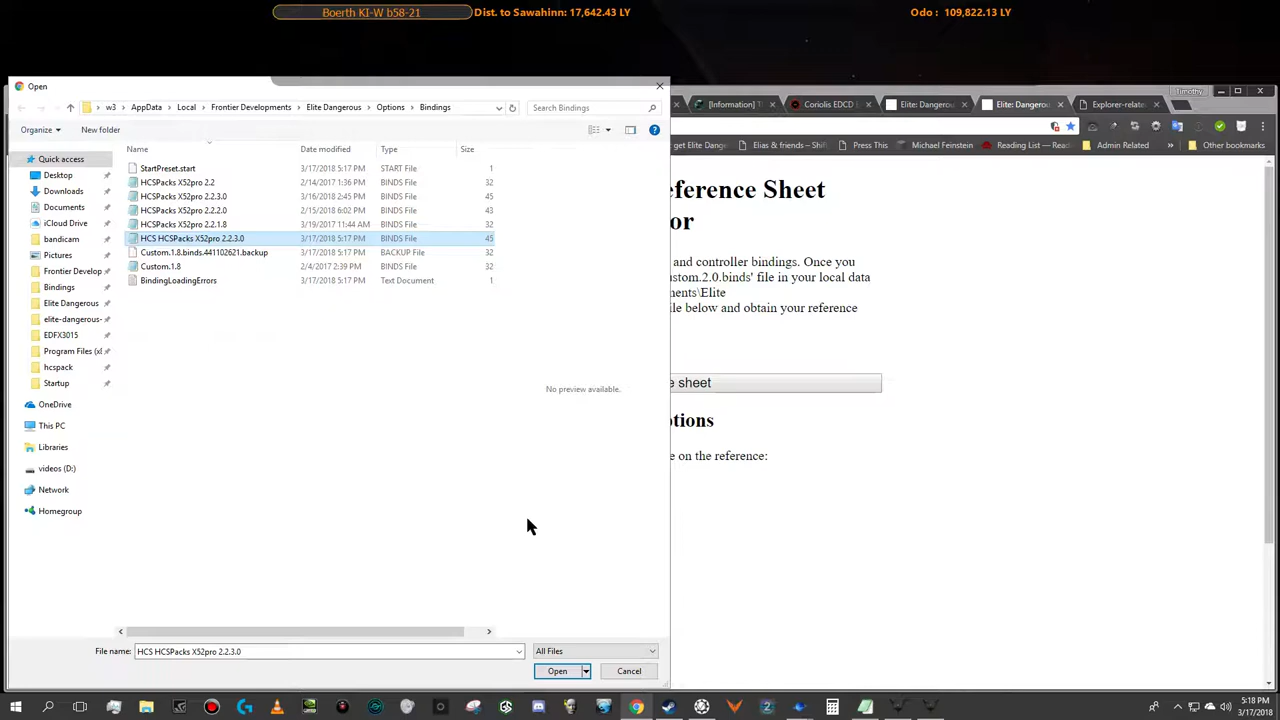 Boerth KI-W b58-21 Dist. to Sawahinn: 17,642.43 LY Odo : 109,822.13 LY
Open
w3 > AppData > Local > Frontier Developments > Elite Dangerous > Options > Bindings
Search Bindings
Organize New folder
Name Date modified Type Size
StartPreset.start 3/17/2018 5:17 PM START File 1
HCSPacks X52pro 2.2 2/14/2017 1:36 PM BINDS File 32
HCSPacks X52pro 2.2.3.0 3/16/2018 2:45 PM BINDS File 45
HCSPacks X52pro 2.2.2.0 2/15/2018 6:02 PM BINDS File 43
HCSPacks X52pro 2.2.1.8 3/19/2017 11:44 AM BINDS File 32
HCS HCSPacks X52pro 2.2.3.0 3/17/2018 5:17 PM BINDS File 45
Custom.1.8.binds.441102621.backup 3/17/2018 5:17 PM BACKUP File 32
Custom.1.8 2/4/2017 2:39 PM BINDS File 32
BindingLoadingErrors 3/17/2018 5:17 PM Text Document 1
Quick access
Desktop
Downloads
Documents
iCloud Drive
bandicam
Pictures
Frontier Develop
Bindings
Elite Dangerous
elite-dangerous-
EDFX3015
Program Files (x8
hcspack
Startup
OneDrive
This PC
Libraries
videos (D:)
Network
Homegroup
No preview available.
File name: HCS HCSPacks X52pro 2.2.3.0 All Files
Open Cancel
Timothy
[Information] T Coriolis EDCD E Elite: Dangerou Elite: Dangerou Explorer-relate
get Elite Danger Elias & friends – Shif Press This Michael Feinstein Reading List — Rea Admin Related Other bookmarks
eference Sheet
or
and controller bindings. Once you
ustom.2.0.binds' file in your local data
ments\Elite
ile below and obtain your reference
e sheet
tions
e on the reference:
5:18 PM
3/17/2018